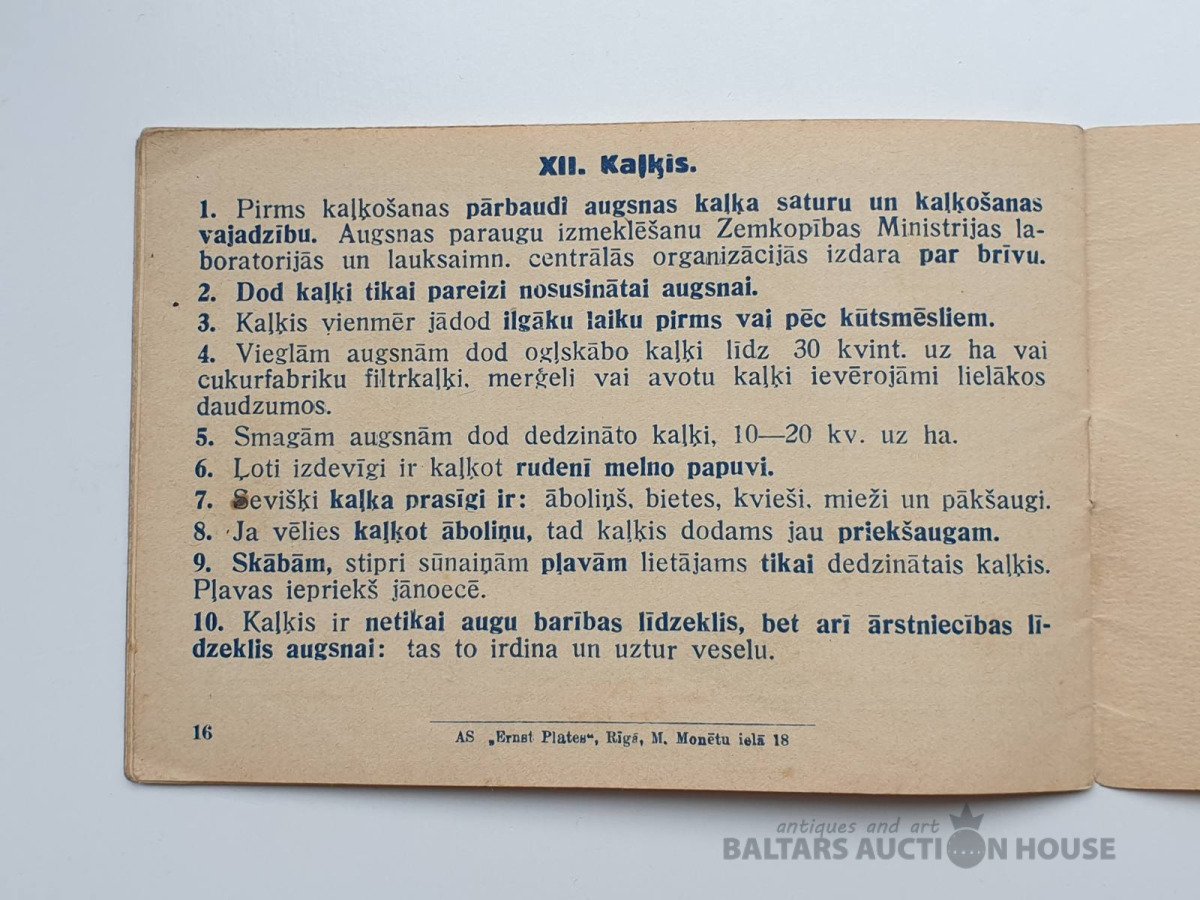 XII. Kaļķis.
1. Pirms kaļķošanas pārbaudi augsnas kaļķa saturu un kaļķošanas
vajadzību. Augsnas paraugu izmeklēšanu Zemkopības Ministrijas la-
boratorijās un lauksaimn. centrālās organizācijās izdara par brīvu.
2. Dod kaļķi tikai pareizi nosusinātai augsnai.
3. Kaļķis vienmēr jādod ilgāku laiku pirms vai pēc kūtsmēsliem.
4. Vieglām augsnām dod ogļskābo kaļķi līdz 30 kvint. uz ha vai
cukurfabriku filtrkaļķi, merģeli vai avotu kaļķi ievērojāmi lielākos
daudzumos.
5. Smagām augsnām dod dedzināto kaļķi, 10—20 kv. uz ha.
6. Ļoti izdevīgi ir kaļķot rudenī melno papuvi.
7. Sevišķi kaļķa prasīgi ir: āboliņš, bietes, kvieši, mieži un pākšaugi.
8. Ja vēlies kaļķot āboliņu, tad kaļķis dodams jau priekšaugam.
9. Skābām, stipri sūnaiņām pļavām lietājams tikai dedzinātais kaļķis.
Pļavas iepriekš jānoecē.
10. Kaļķis ir netikai augu barības līdzeklis, bet arī ārstniecības lī-
dzeklis augsnai: tas to irdina un uztur veselu.
16
AS „Ernst Plates“, Rīgā, M. Monētu ielā 18
antiques and art
BALTARS AUCTION HOUSE